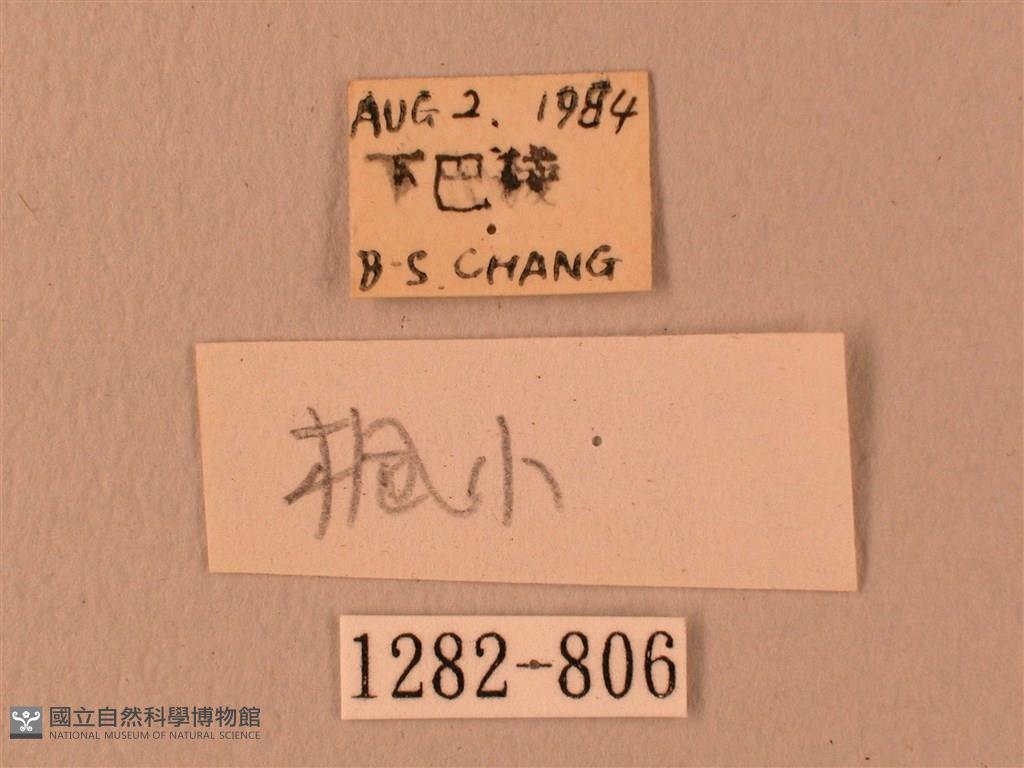 AUG 2. 1984
下巴陵
B-S. CHANG
楓小
1282-806
國立自然科學博物館
NATIONAL MUSEUM OF NATURAL SCIENCE